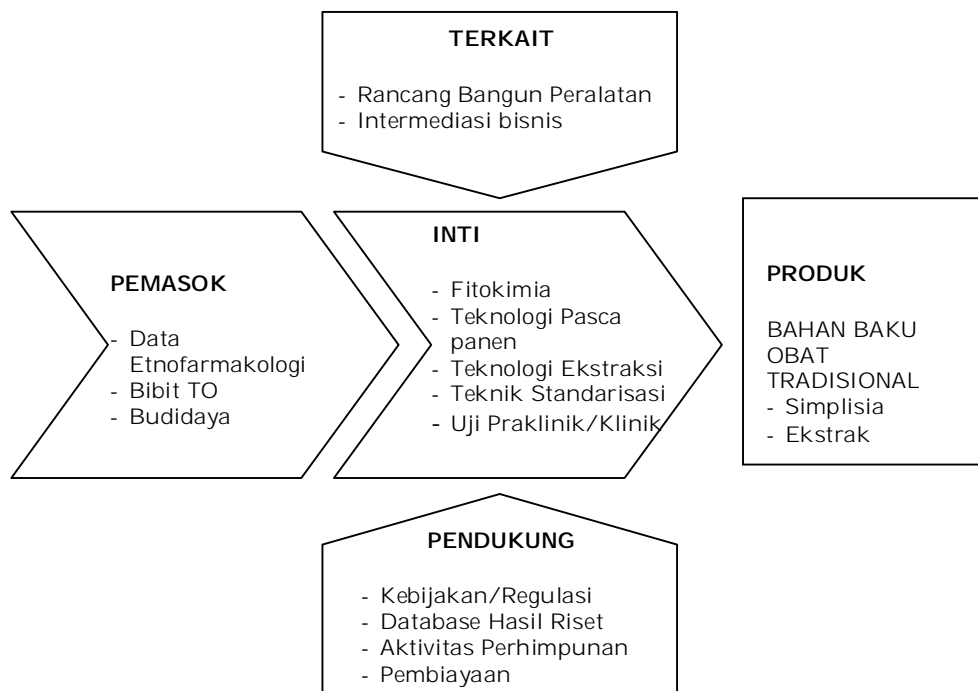 TERKAIT
- Rancang Bangun Peralatan
- Intermediasi bisnis
PEMASOK
- Data
Etnofarmakologi
- Bibit TO
- Budidaya
INTI
- Fitokimia
- Teknologi Pasca
panen
- Teknologi Ekstraksi
- Teknik Standarisasi
- Uji Praklinik/Klinik
PRODUK
BAHAN BAKU
OBAT
TRADISIONAL
- Simplisia
- Ekstrak
PENDUKUNG
- Kebijakan/Regulasi
- Database Hasil Riset
- Aktivitas Perhimpunan
- Pembiayaan